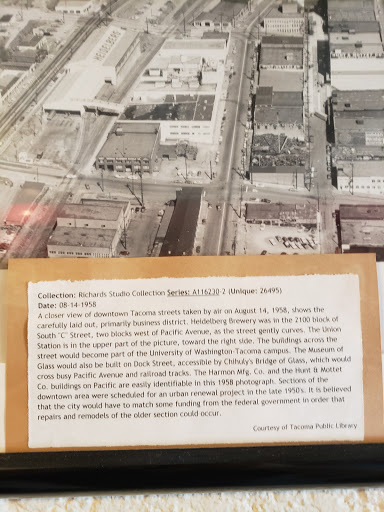 Collection: Richards Studio Collection Series: A116230-2 (Unique: 26495)
Date: 08-14-1958
A closer view of downtown Tacoma streets taken by air on August 14, 1958, shows the
carefully laid out, primarily business district. Heidelberg Brewery was in the 2100 block of
South "C" Street, two blocks west of Pacific Avenue, as the street gently curves. The Union
Station is in the upper part of the picture, toward the right side. The buildings across the
street would become part of the University of Washington-Tacoma campus. The Museum of
Glass would also be built on Dock Street, accessible by Chihuly's Bridge of Glass, which would
cross busy Pacific Avenue and railroad tracks. The Harmon Mfg. Co. and the Hunt & Mottet
Co. buildings on Pacific are easily identifiable in this 1958 photograph. Sections of the
downtown area were scheduled for an urban renewal project in the late 1950's. It is believed
that the city would have to match some funding from the federal government in order that
repairs and remodels of the older section could occur.
Courtesy of Tacoma Public Library